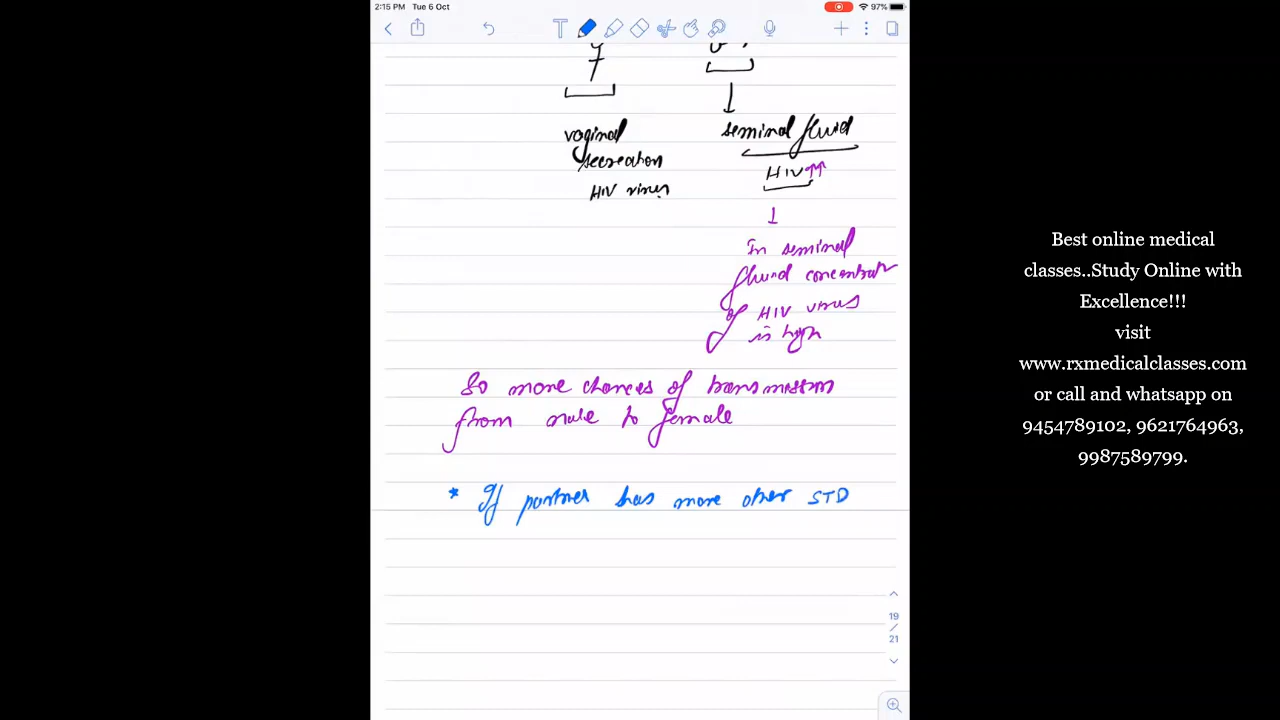 2:15 PM Tue 6 Oct
97%
T
vaginal
secreation
HIV virus
seminal fluid
HIV↑↑
In seminal
fluid concentratn
of HIV virus
is high
So more chances of transmission
from male to female
* If partner has more other STD
19
/
21
Best online medical
classes..Study Online with
Excellence!!!
visit
www.rxmedicalclasses.com
or call and whatsapp on
9454789102, 9621764963,
9987589799.